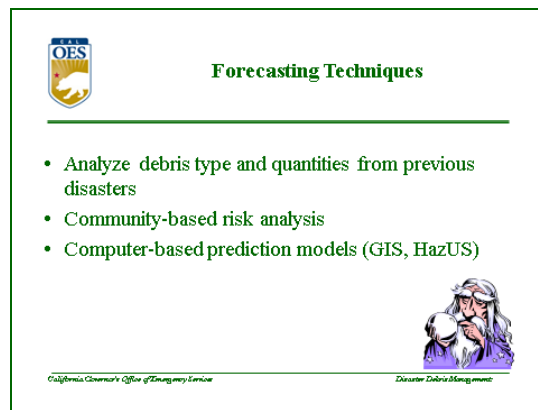 CAL
OES
Forecasting Techniques
• Analyze debris type and quantities from previous
disasters
• Community-based risk analysis
• Computer-based prediction models (GIS, HazUS)
California Governor's Office of Emergency Services
Disaster Debris Management